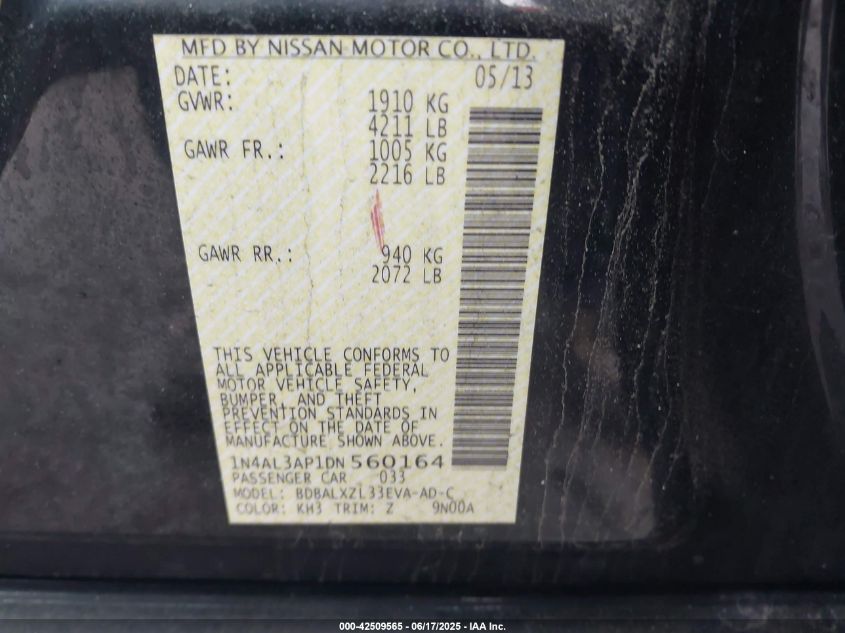 MFD BY NISSAN MOTOR CO., LTD.
DATE: 05/13
GVWR: 1910 KG
4211 LB
GAWR FR.: 1005 KG
2216 LB
GAWR RR.: 940 KG
2072 LB
THIS VEHICLE CONFORMS TO
ALL APPLICABLE FEDERAL
MOTOR VEHICLE SAFETY,
BUMPER, AND THEFT
PREVENTION STANDARDS IN
EFFECT ON THE DATE OF
MANUFACTURE SHOWN ABOVE.
1N4AL3AP1DN560164
PASSENGER CAR 033
MODEL: BDBALXZL33EVA-AD-C
COLOR: KH3 TRIM: Z 9N00A
000-42509565 - 06/17/2025 - IAA Inc.